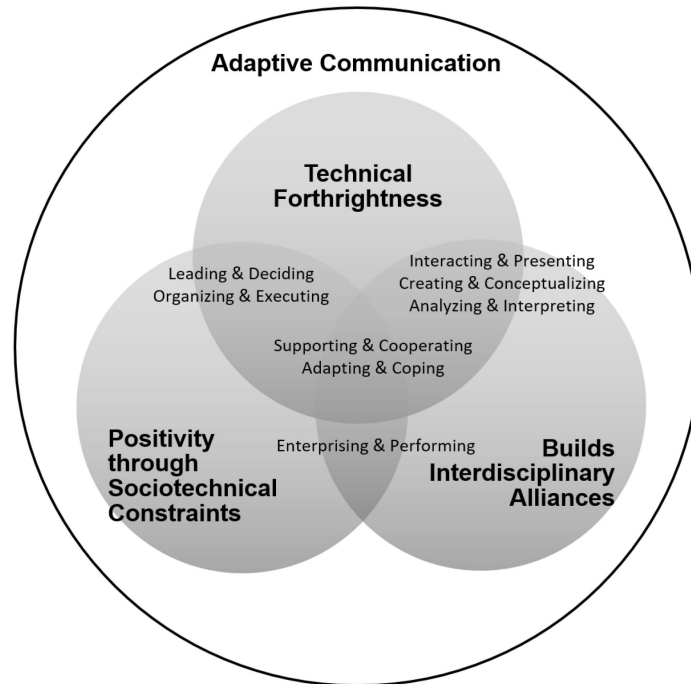 Adaptive Communication
Technical
Forthrightness
Leading & Deciding
Organizing & Executing
Interacting & Presenting
Creating & Conceptualizing
Analyzing & Interpreting
Supporting & Cooperating
Adapting & Coping
Positivity
through
Sociotechnical
Constraints
Enterprising & Performing
Builds
Interdisciplinary
Alliances